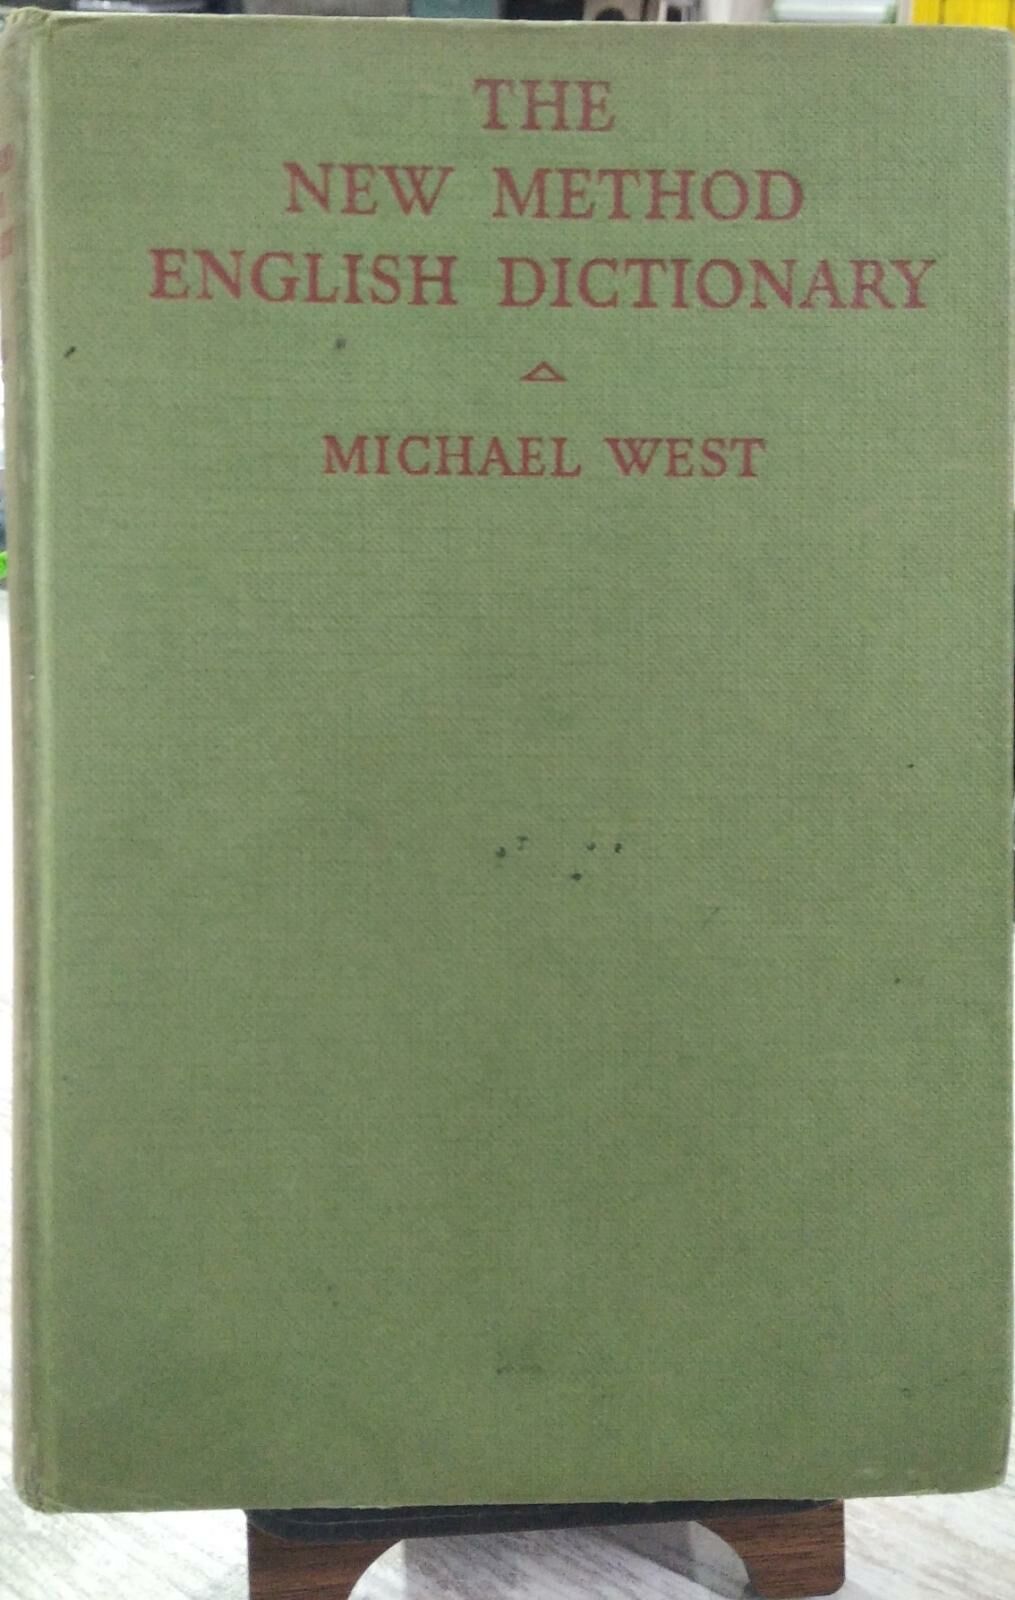 THE
NEW METHOD
ENGLISH DICTIONARY
MICHAEL WEST